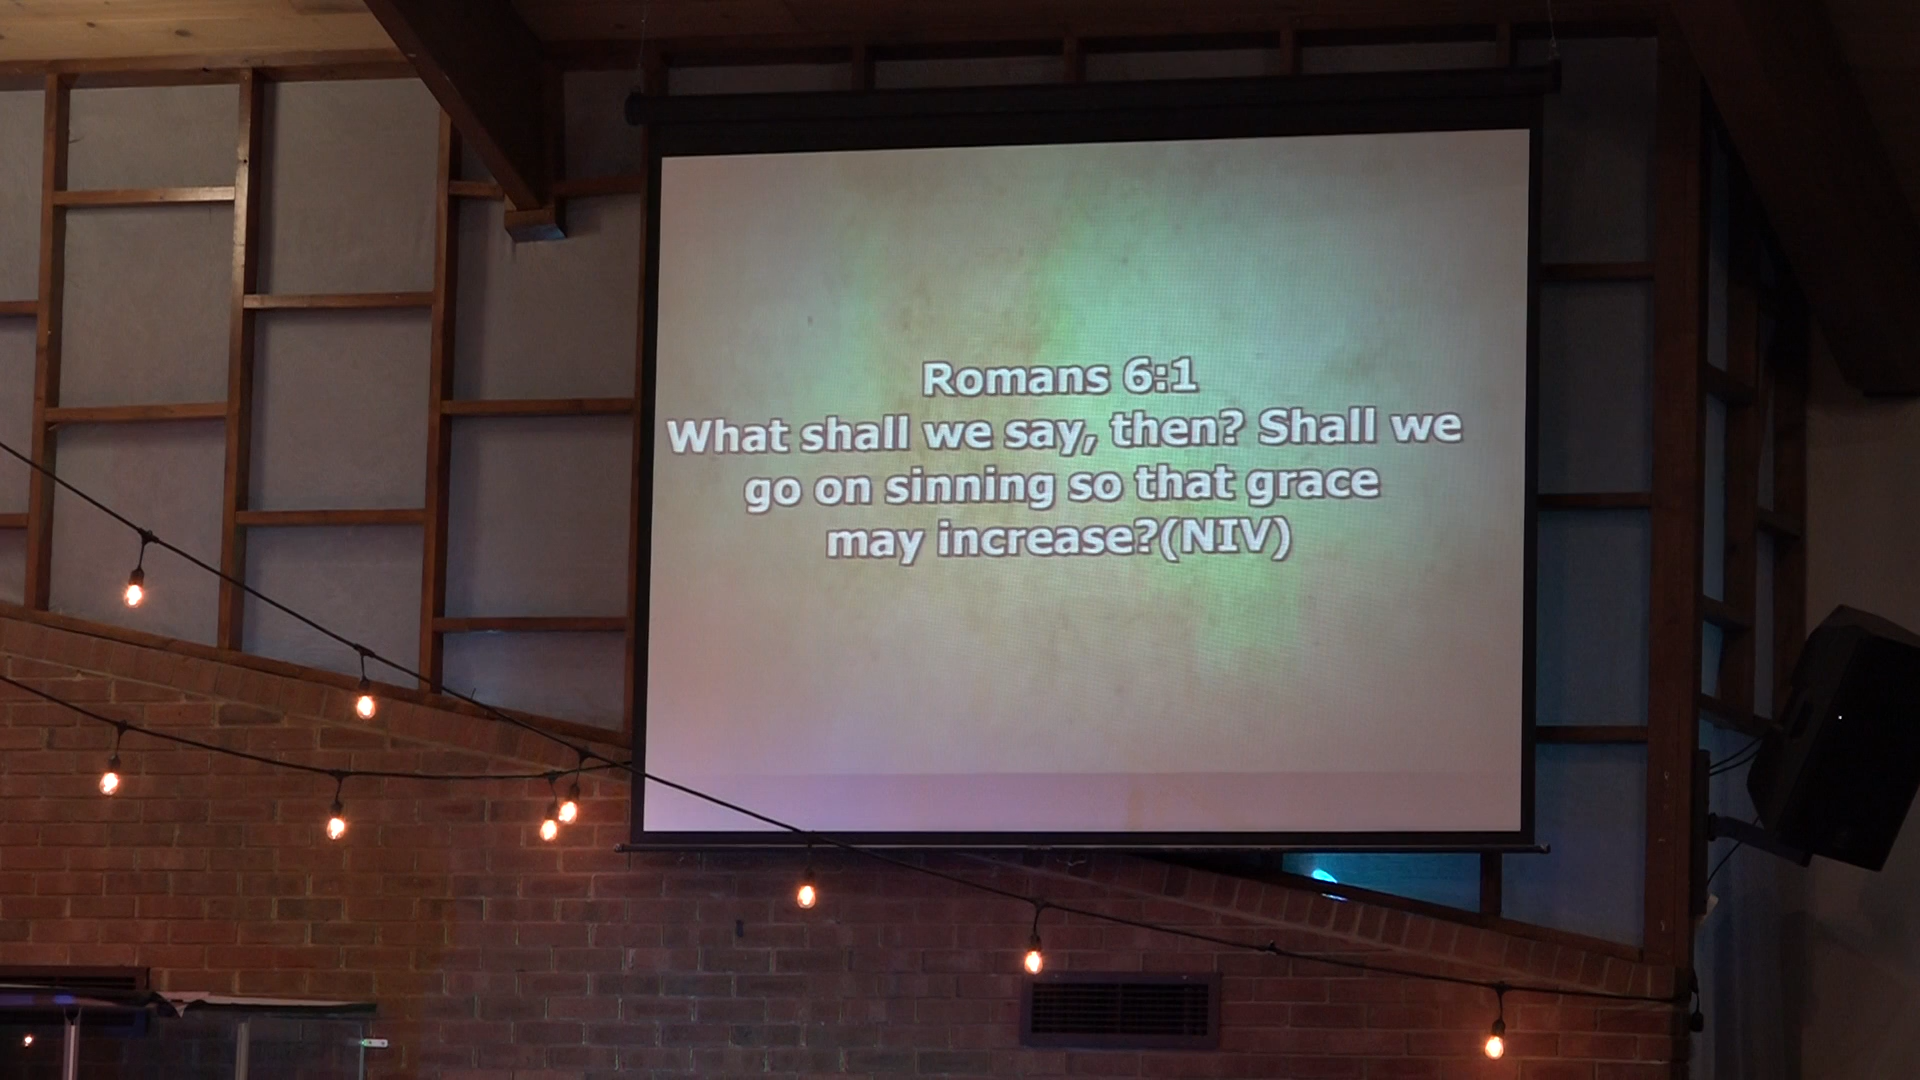 Romans 6:1
What shall we say, then? Shall we
go on sinning so that grace
may increase?(NIV)